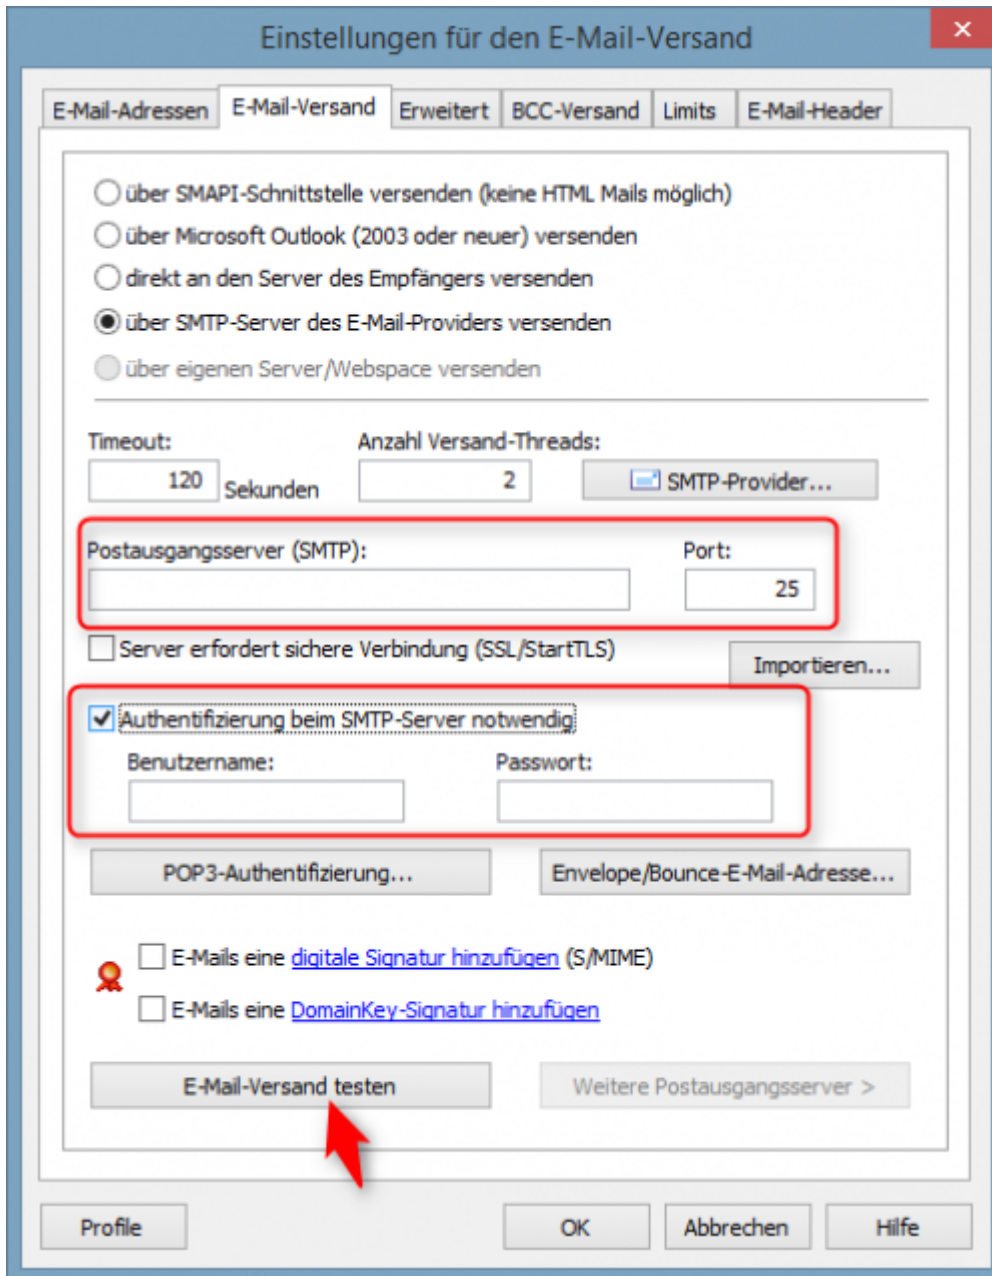 Einstellungen für den E-Mail-Versand
E-Mail-Adressen E-Mail-Versand Erweitert BCC-Versand Limits E-Mail-Header
über SMAPI-Schnittstelle versenden (keine HTML Mails möglich)
über Microsoft Outlook (2003 oder neuer) versenden
direkt an den Server des Empfängers versenden
über SMTP-Server des E-Mail-Providers versenden
über eigenen Server/Webspace versenden
Timeout: Anzahl Versand-Threads:
120 Sekunden 2 SMTP-Provider...
Postausgangsserver (SMTP): Port:
25
Server erfordert sichere Verbindung (SSL/StartTLS)
Importieren...
Authentifizierung beim SMTP-Server notwendig
Benutzername: Passwort:
POP3-Authentifizierung... Envelope/Bounce-E-Mail-Adresse...
E-Mails eine digitale Signatur hinzufügen (S/MIME)
E-Mails eine DomainKey-Signatur hinzufügen
E-Mail-Versand testen Weitere Postausgangsserver >
Profile OK Abbrechen Hilfe